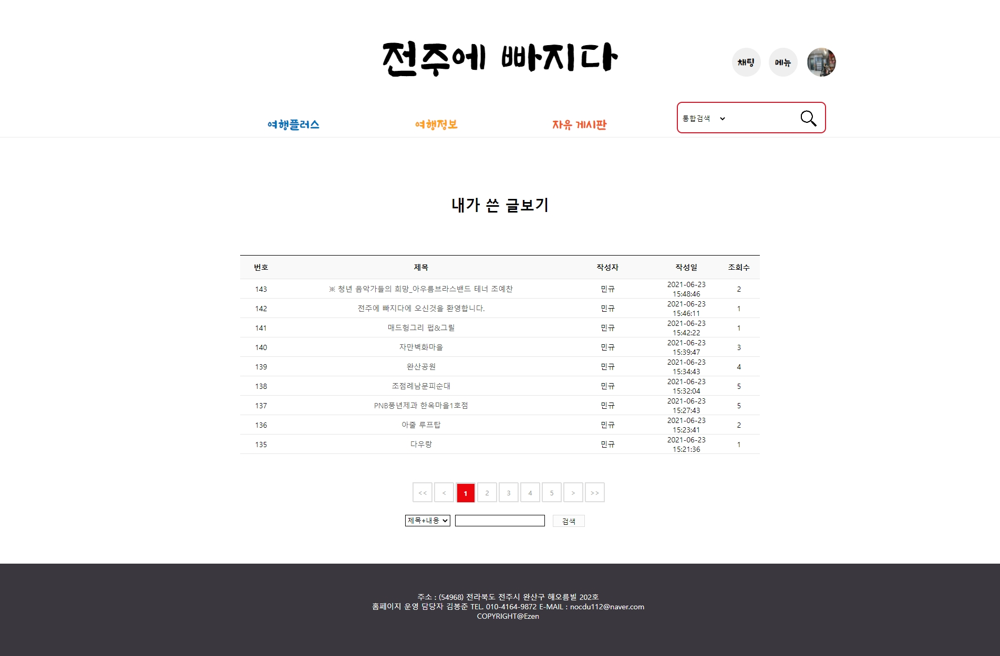 전주에 빠지다
채팅
메뉴
여행플러스
여행정보
자유 게시판
통합검색
내가 쓴 글보기
번호 제목 작성자 작성일 조회수
143 ※ 청년 음악가들의 희망_아우름브라스밴드 테너 조예찬 민규 2021-06-23 15:48:46 2
142 전주에 빠지다에 오신것을 환영합니다. 민규 2021-06-23 15:46:11 1
141 매드헝그리 펍&그릴 민규 2021-06-23 15:42:22 1
140 자만벽화마을 민규 2021-06-23 15:39:47 3
139 완산공원 민규 2021-06-23 15:34:43 4
138 조점례남문피순대 민규 2021-06-23 15:32:04 5
137 PNB풍년제과 한옥마을1호점 민규 2021-06-23 15:27:43 5
136 아줄 루프탑 민규 2021-06-23 15:23:41 2
135 다우랑 민규 2021-06-23 15:21:36 1
<< < 1 2 3 4 5 > >>
제목+내용 검색
주소 : (54968) 전라북도 전주시 완산구 해오름빌 202호
홈페이지 운영 담당자 김봉준 TEL. 010-4164-9872 E-MAIL : nocdu112@naver.com
COPYRIGHT@Ezen